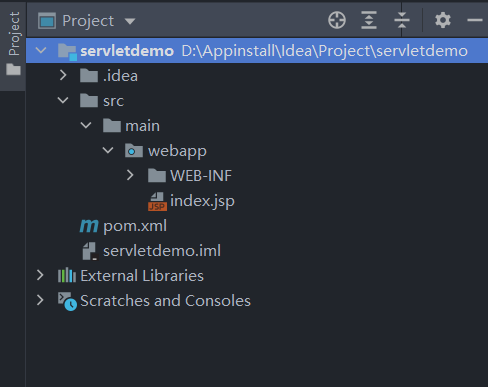 Project
Project
servletdemo D:\Appinstall\Idea\Project\servletdemo
.idea
src
main
webapp
WEB-INF
JSP index.jsp
m pom.xml
servletdemo.iml
External Libraries
Scratches and Consoles